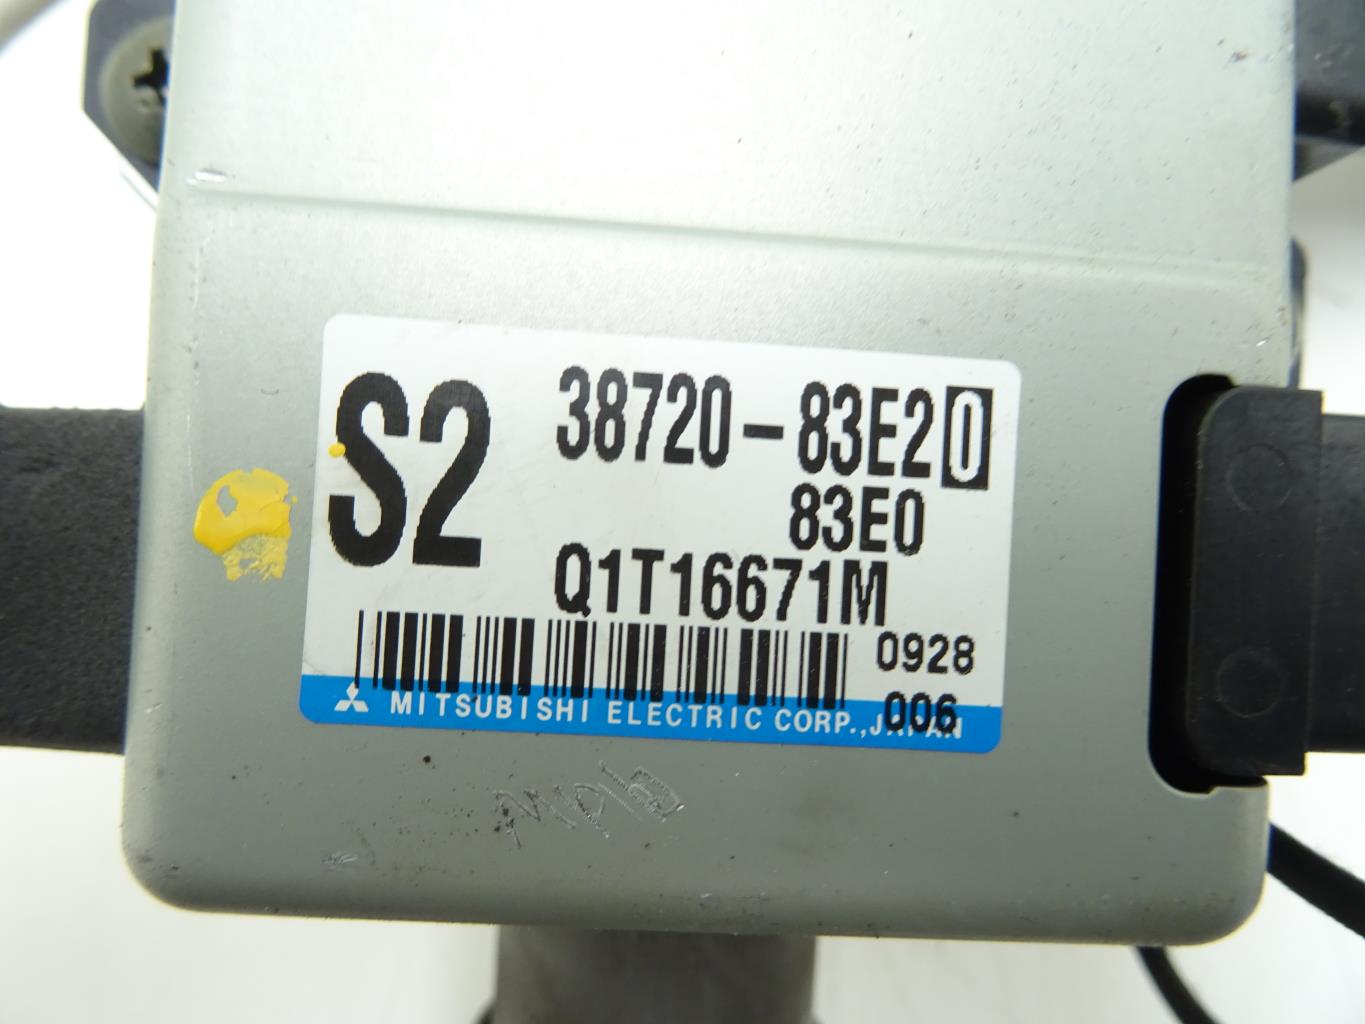 S2
38720-83E20
83E0
Q1T16671M
0928
006
MITSUBISHI ELECTRIC CORP.,JAPAN